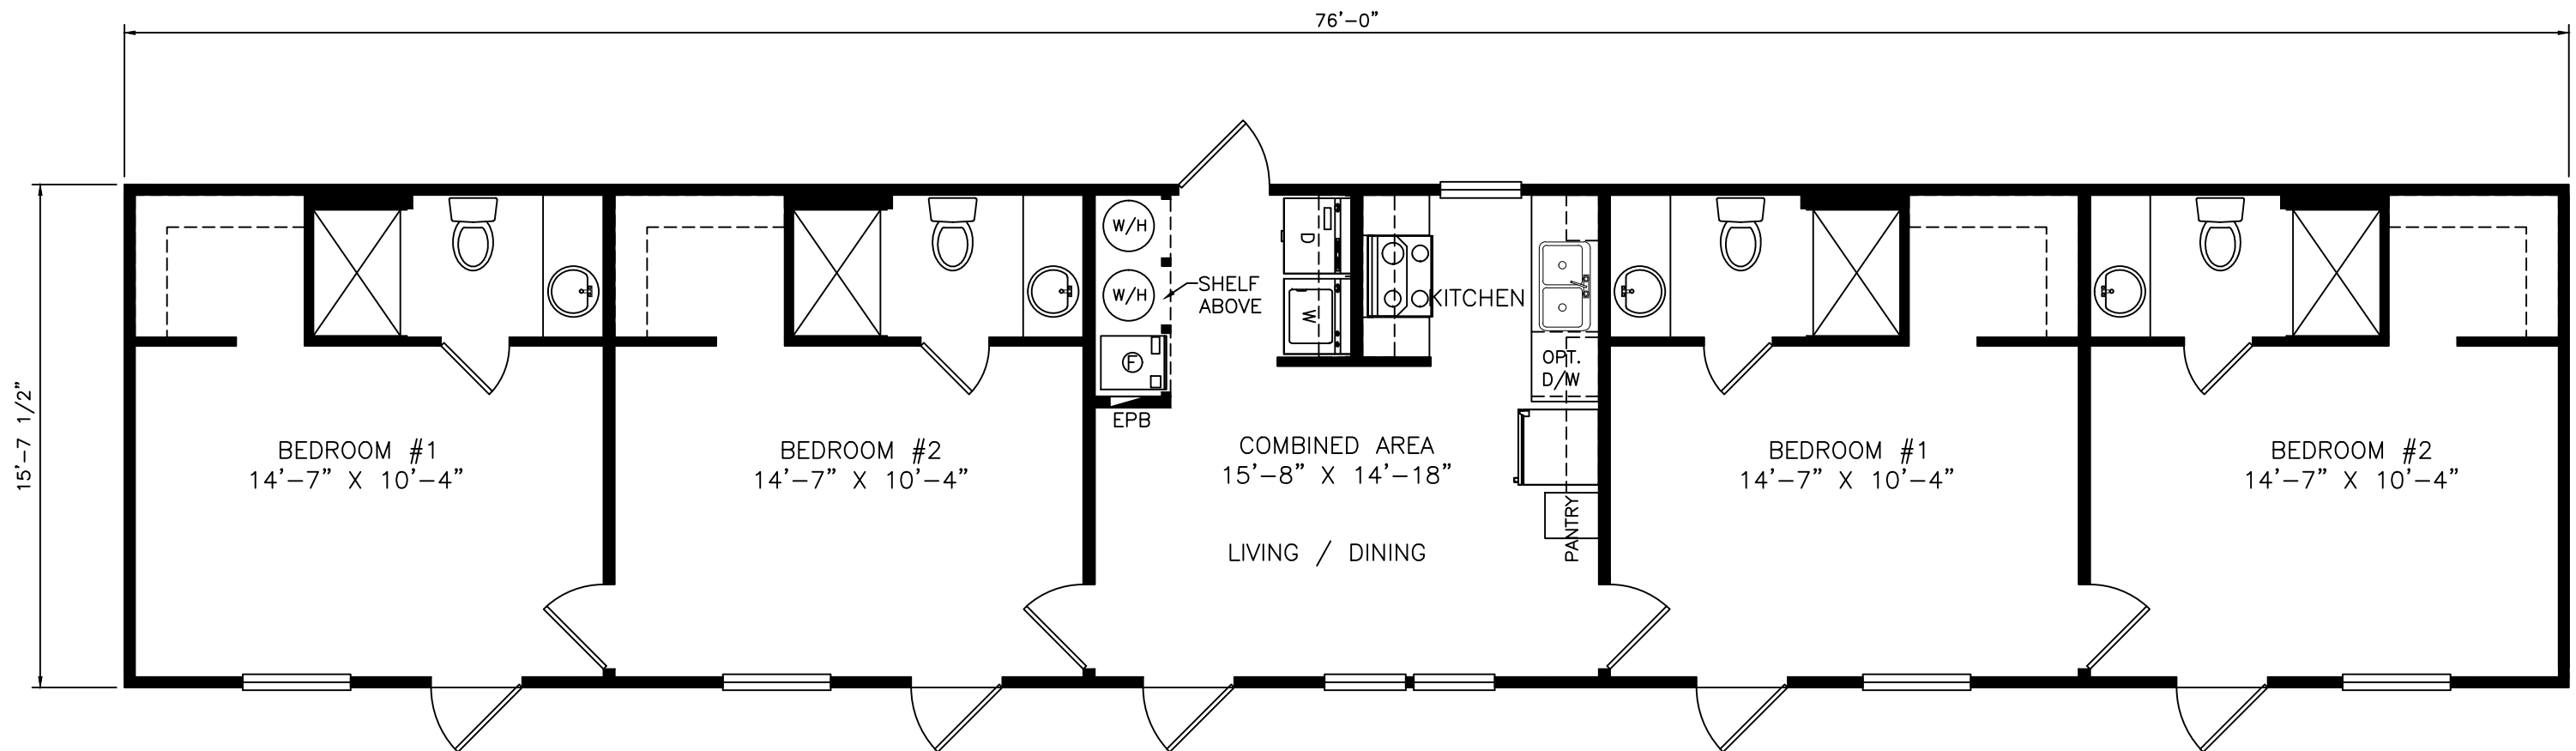 76'-0"
15'-7 1/2"
W/H
W/H
SHELF
ABOVE
F
EPB
D
W
KITCHEN
OPT.
D/W
PANTRY
BEDROOM #1
14'-7" X 10'-4"
BEDROOM #2
14'-7" X 10'-4"
COMBINED AREA
15'-8" X 14'-18"
LIVING / DINING
BEDROOM #1
14'-7" X 10'-4"
BEDROOM #2
14'-7" X 10'-4"